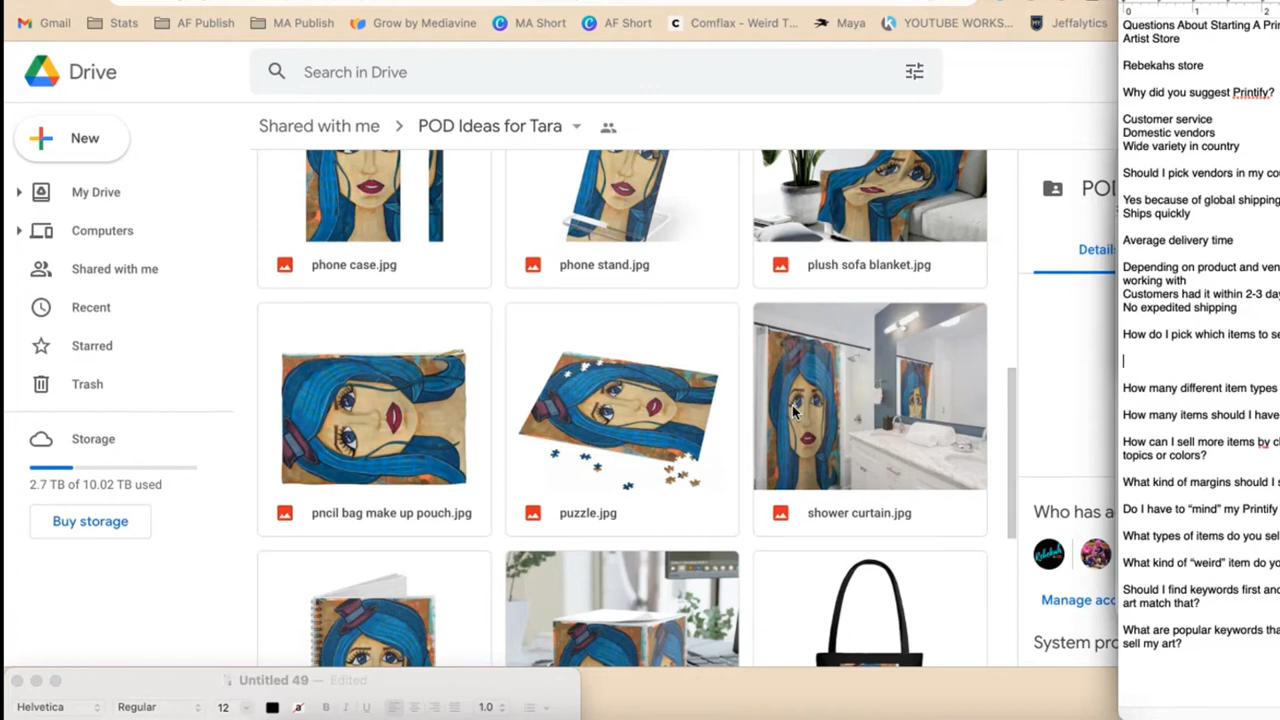 Gmail Stats AF Publish MA Publish Grow by Mediavine MA Short AF Short Comflax - Weird T... Maya YOUTUBE WORKS... Jeffalytics
Drive
Search in Drive
New
My Drive
Computers
Shared with me
Recent
Starred
Trash
Storage
2.7 TB of 10.02 TB used
Buy storage
Shared with me > POD Ideas for Tara
phone case.jpg
phone stand.jpg
plush sofa blanket.jpg
pncil bag make up pouch.jpg
puzzle.jpg
shower curtain.jpg
POD
Details
Who has a
Rebekah
Manage acc
System pro
Untitled 49 — Edited
Helvetica Regular 12 a B I U 1.0
0 1 2
Questions About Starting A Prin
Artist Store
Rebekahs store
Why did you suggest Printify?
Customer service
Domestic vendors
Wide variety in country
Should I pick vendors in my cou
Yes because of global shipping
Ships quickly
Average delivery time
Depending on product and ven
working with
Customers had it within 2-3 day
No expedited shipping
How do I pick which items to se
How many different item types
How many items should I have
How can I sell more items by cl
topics or colors?
What kind of margins should I s
Do I have to “mind” my Printify
What types of items do you sel
What kind of “weird” item do yo
Should I find keywords first and
art match that?
What are popular keywords tha
sell my art?